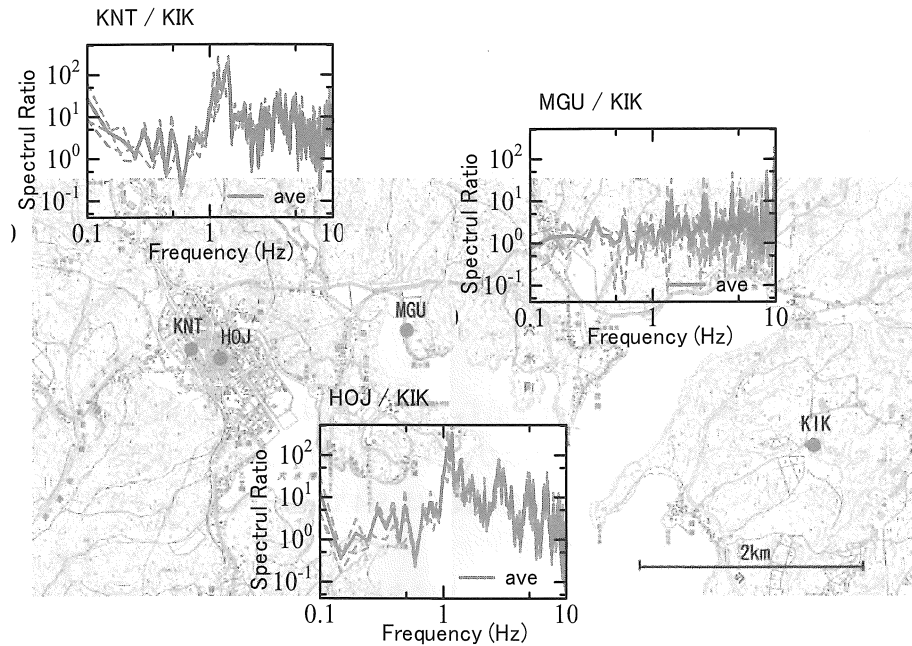 KNT / KIK
10²
10¹
10⁰
10⁻¹
Spectrul Ratio
ave
0.1
1
10
Frequency (Hz)
)
MGU / KIK
10²
10¹
10⁰
10⁻¹
Spectrul Ratio
ave
0.1
1
10
Frequency (Hz)
KNT
HOJ
MGU
KIK
HOJ / KIK
10²
10¹
10⁰
10⁻¹
Spectrul Ratio
ave
0.1
1
10
Frequency (Hz)
2km